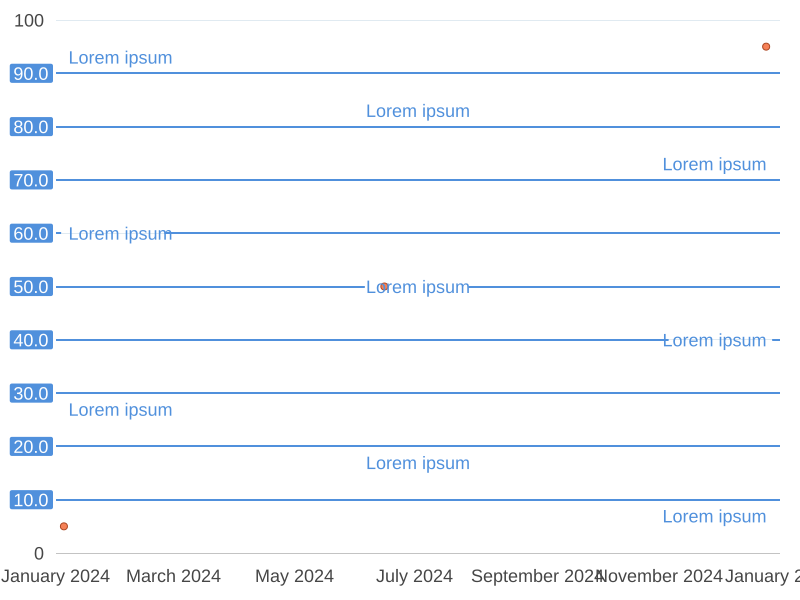 100
Lorem ipsum
90.0
Lorem ipsum
80.0
Lorem ipsum
70.0
60.0 Lorem ipsum
50.0 Lorem ipsum
40.0 Lorem ipsum
30.0
Lorem ipsum
20.0
Lorem ipsum
10.0
Lorem ipsum
0
January 2024 March 2024 May 2024 July 2024 September 2024 November 2024 January 2